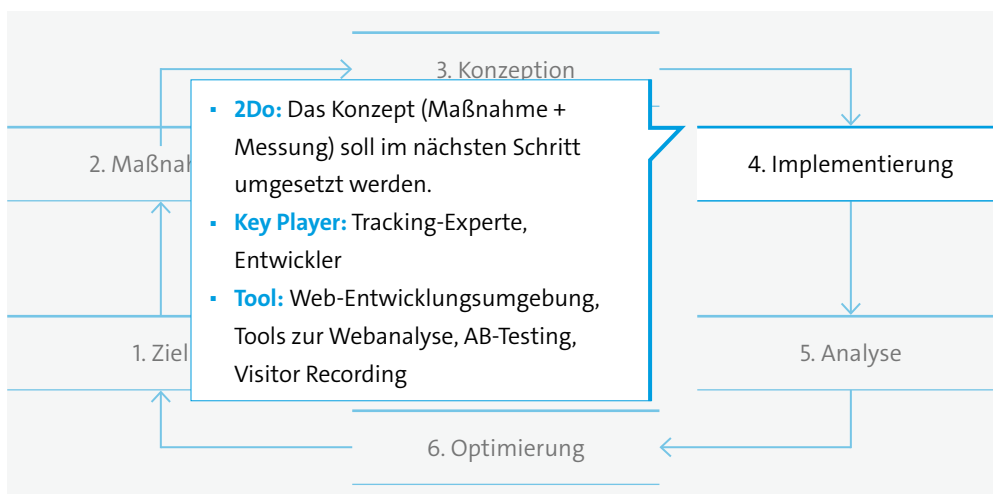 3. Konzeption
2. Maßnah
4. Implementierung
▪ 2Do: Das Konzept (Maßnahme +
Messung) soll im nächsten Schritt
umgesetzt werden.
▪ Key Player: Tracking-Experte,
Entwickler
▪ Tool: Web-Entwicklungsumgebung,
Tools zur Webanalyse, AB-Testing,
Visitor Recording
1. Ziel
5. Analyse
6. Optimierung